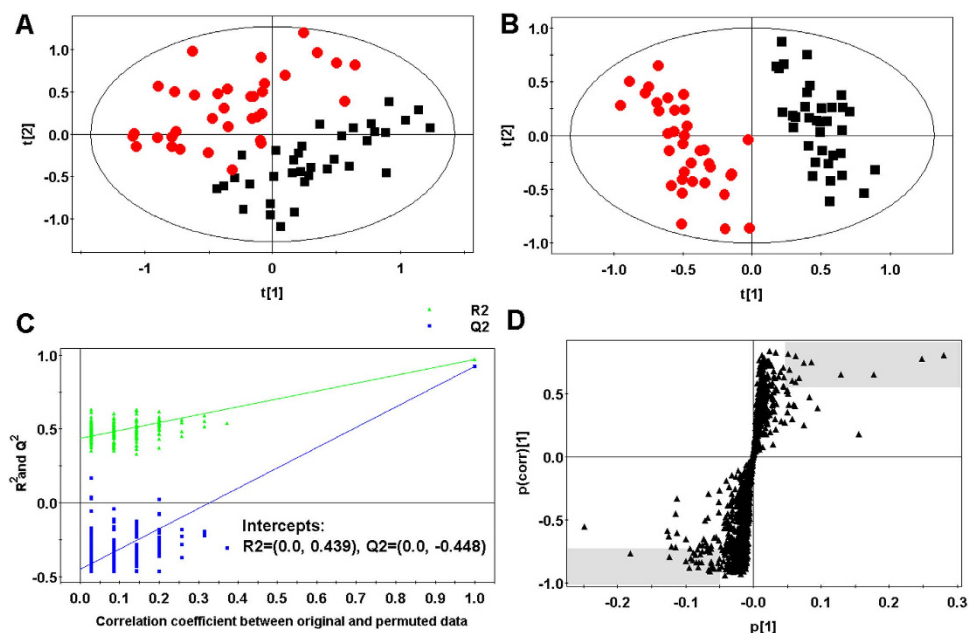 A
t[2]
1.0
0.5
0.0
-0.5
-1.0
-1
0
1
t[1]
B
t[2]
1.0
0.5
0.0
-0.5
-1.0
-1.0
-0.5
0.0
0.5
1.0
t[1]
C
R2
Q2
R²and Q²
1.0
0.5
0.0
-0.5
Intercepts:
R2=(0.0, 0.439), Q2=(0.0, -0.448)
0.0 0.1 0.2 0.3 0.4 0.5 0.6 0.7 0.8 0.9 1.0
Correlation coefficient between original and permuted data
D
p(corr)[1]
0.5
0.0
-0.5
-1.0
-0.2 -0.1 -0.0 0.1 0.2 0.3
p[1]